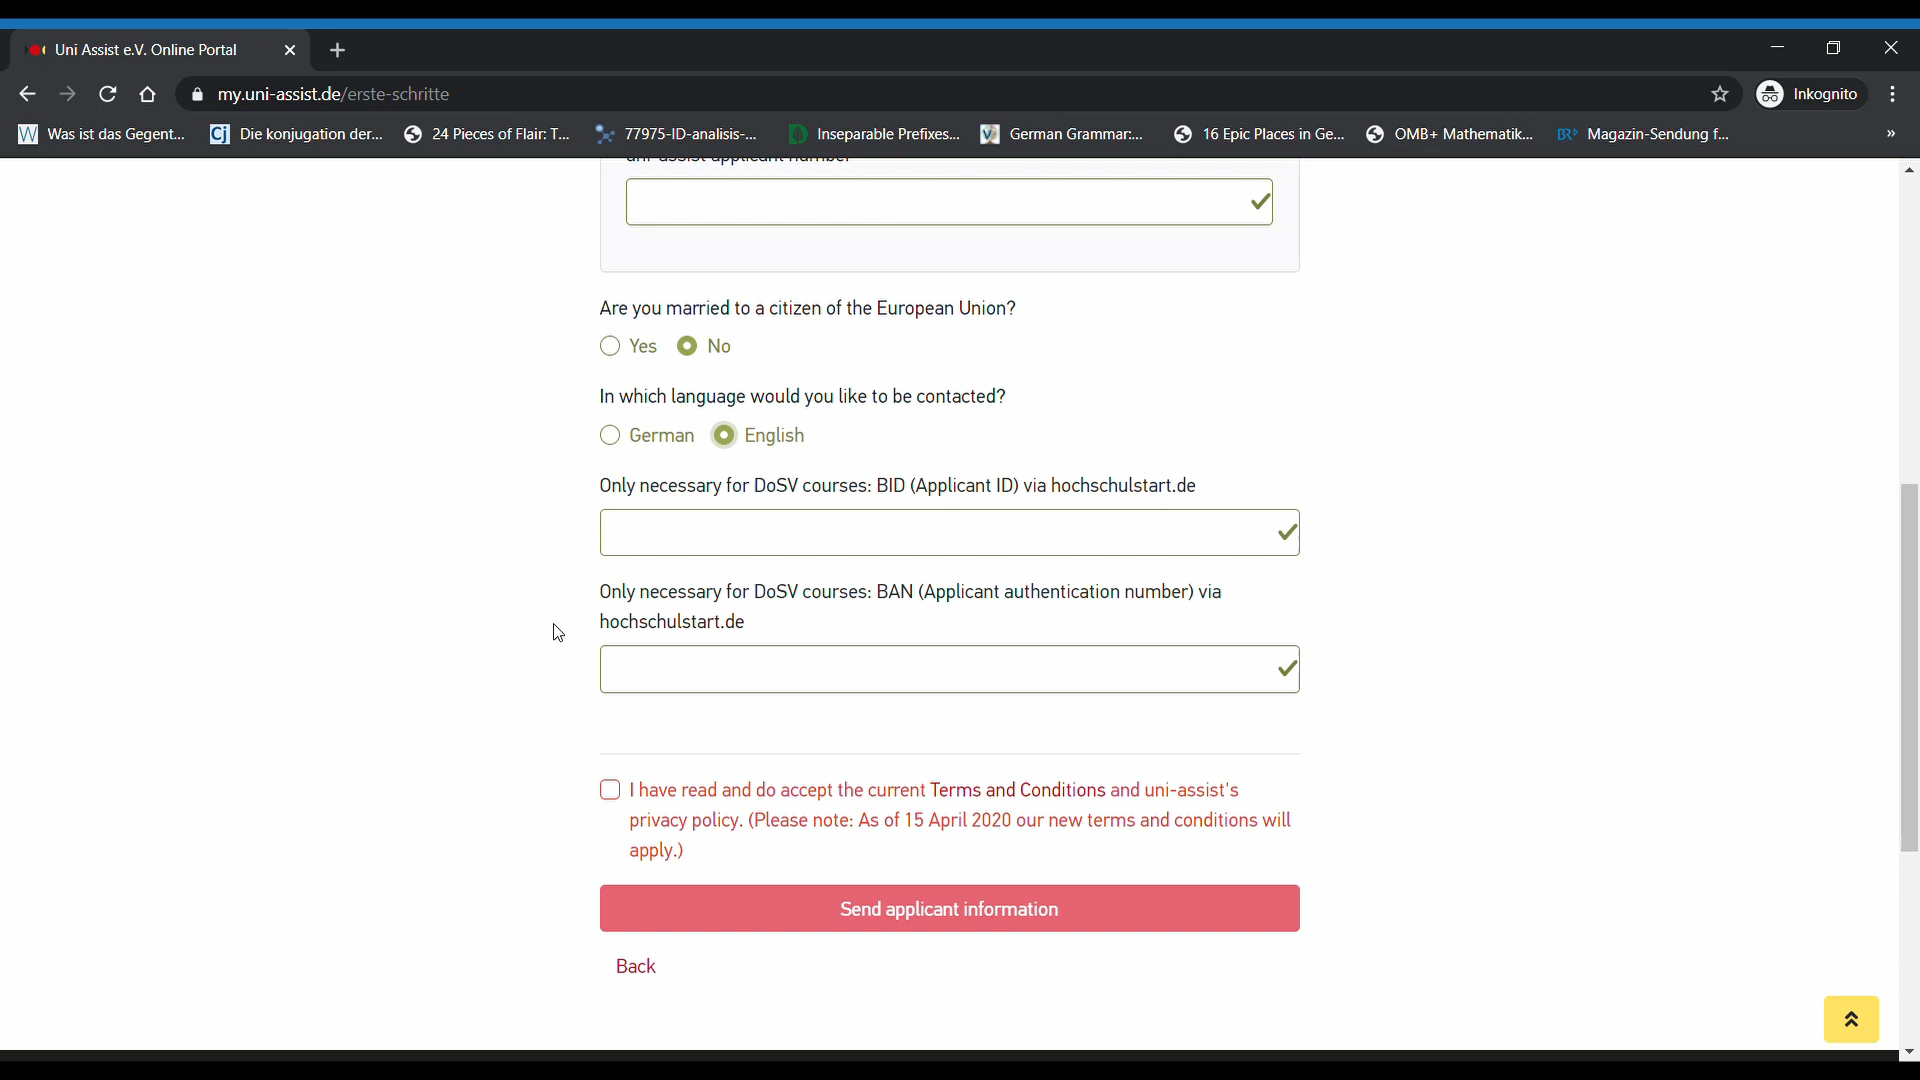 Uni Assist e.V. Online Portal
my.uni-assist.de/erste-schritte
Inkognito
Was ist das Gegent...
Cj Die konjugation der...
24 Pieces of Flair: T...
77975-ID-analisis-...
Inseparable Prefixes...
German Grammar:...
16 Epic Places in Ge...
OMB+ Mathematik...
BR Magazin-Sendung f...
»
uni-assist applicant number
Are you married to a citizen of the European Union?
Yes No
In which language would you like to be contacted?
German English
Only necessary for DoSV courses: BID (Applicant ID) via hochschulstart.de
Only necessary for DoSV courses: BAN (Applicant authentication number) via
hochschulstart.de
I have read and do accept the current Terms and Conditions and uni-assist's
privacy policy. (Please note: As of 15 April 2020 our new terms and conditions will
apply.)
Send applicant information
Back